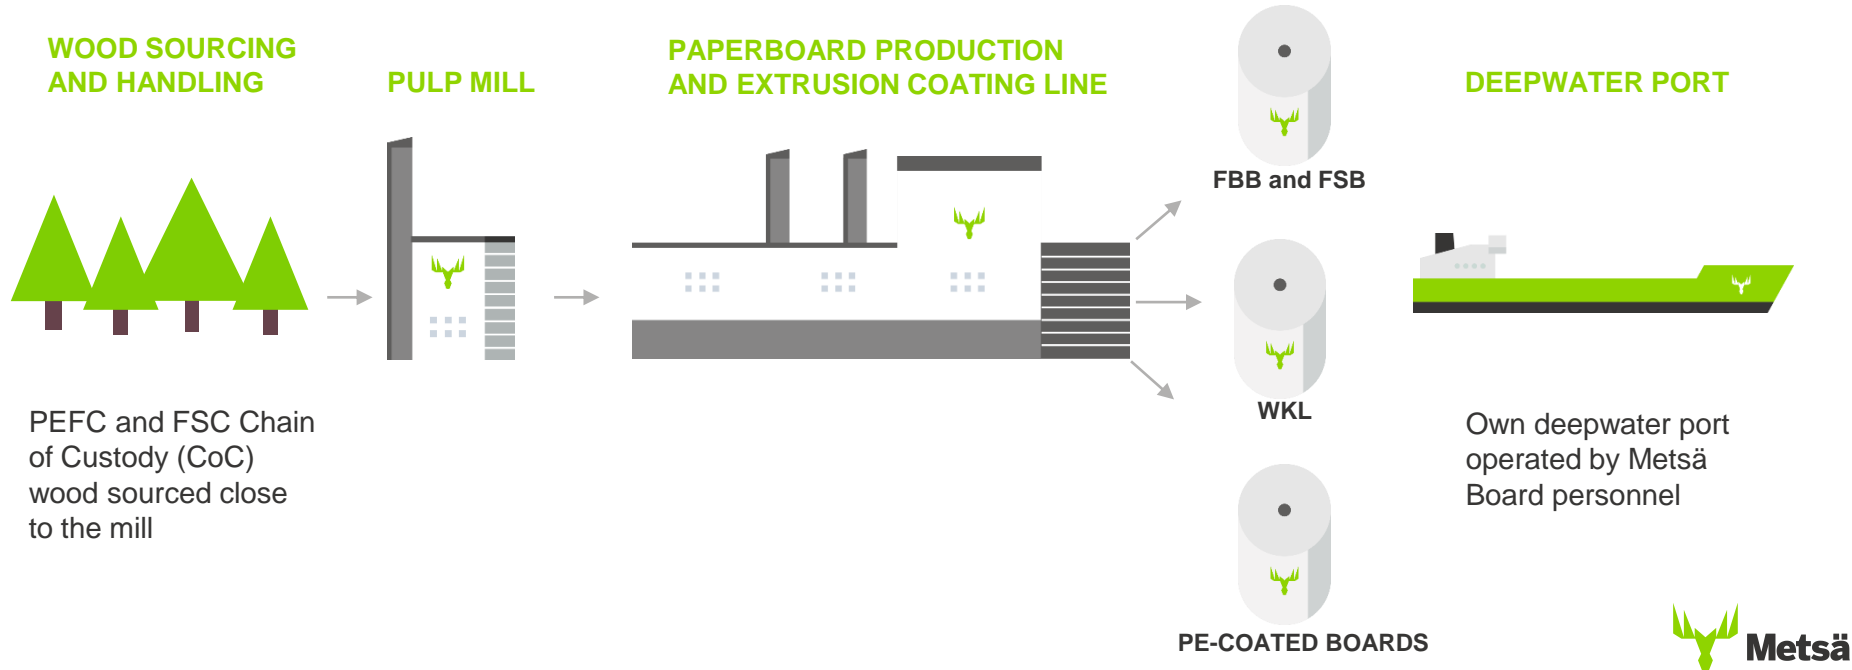 WOOD SOURCING
AND HANDLING
PULP MILL
PAPERBOARD PRODUCTION
AND EXTRUSION COATING LINE
DEEPWATER PORT
FBB and FSB
WKL
PE-COATED BOARDS
PEFC and FSC Chain
of Custody (CoC)
wood sourced close
to the mill
Own deepwater port
operated by Metsä
Board personnel
Metsä